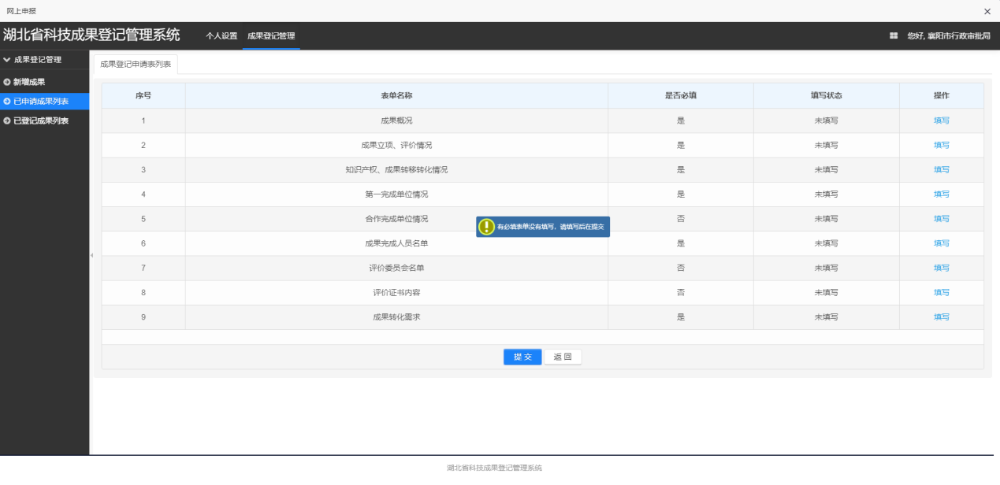 网上申报
湖北省科技成果登记管理系统 个人设置 成果登记管理 您好, 襄阳市行政审批局
成果登记管理
成果登记申请表列表
新增成果
已申请成果列表
已登记成果列表
序号 表单名称 是否必填 填写状态 操作
1 成果概况 是 未填写 填写
2 成果立项、评价情况 是 未填写 填写
3 知识产权、成果转移转化情况 是 未填写 填写
4 第一完成单位情况 是 未填写 填写
5 合作完成单位情况 否 未填写 填写
有必填表单没有填写，请填写后在提交
6 成果完成人员名单 是 未填写 填写
7 评价委员会名单 否 未填写 填写
8 评价证书内容 否 未填写 填写
9 成果转化需求 是 未填写 填写
提交 返回
湖北省科技成果登记管理系统